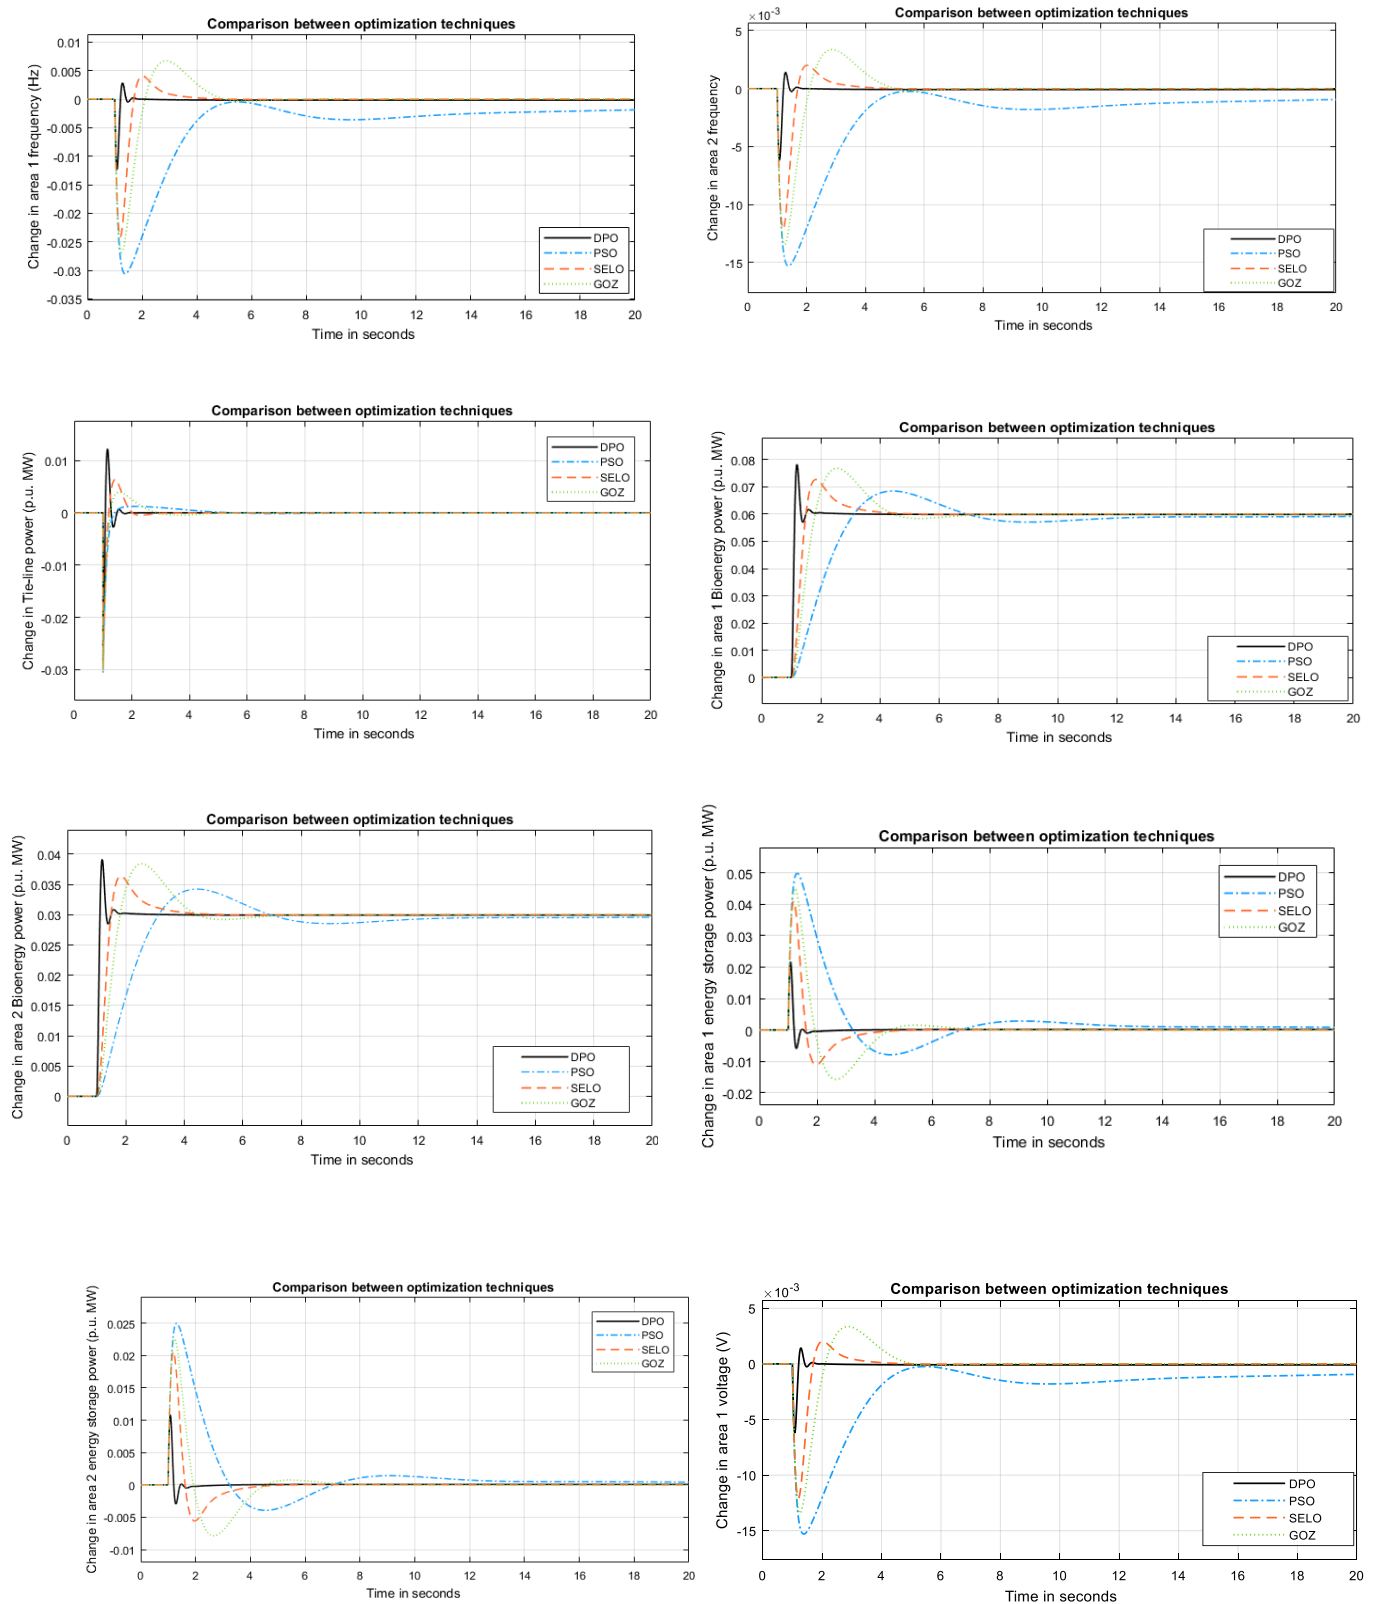 Comparison between optimization techniques
Change in area 1 frequency (Hz)
0.01
0.005
0
-0.005
-0.01
-0.015
-0.02
-0.025
-0.03
-0.035
0 2 4 6 8 10 12 14 16 18 20
Time in seconds
DPO
PSO
SELO
GOZ
Comparison between optimization techniques
×10-3
Change in area 2 frequency
5
0
-5
-10
-15
0 2 4 6 8 10 12 14 16 18 20
Time in seconds
DPO
PSO
SELO
GOZ
Comparison between optimization techniques
Change in Tie-line power (p.u. MW)
0.01
0
-0.01
-0.02
-0.03
0 2 4 6 8 10 12 14 16 18 20
Time in seconds
DPO
PSO
SELO
GOZ
Comparison between optimization techniques
Change in area 1 Bioenergy power (p.u. MW)
0.08
0.07
0.06
0.05
0.04
0.03
0.02
0.01
0
0 2 4 6 8 10 12 14 16 18 20
Time in seconds
DPO
PSO
SELO
GOZ
Comparison between optimization techniques
Change in area 2 Bioenergy power (p.u. MW)
0.04
0.035
0.03
0.025
0.02
0.015
0.01
0.005
0
0 2 4 6 8 10 12 14 16 18 20
Time in seconds
DPO
PSO
SELO
GOZ
Comparison between optimization techniques
Change in area 1 energy storage power (p.u. MW)
0.05
0.04
0.03
0.02
0.01
0
-0.01
-0.02
0 2 4 6 8 10 12 14 16 18 20
Time in seconds
DPO
PSO
SELO
GOZ
Comparison between optimization techniques
Change in area 2 energy storage power (p.u. MW)
0.025
0.02
0.015
0.01
0.005
0
-0.005
-0.01
0 2 4 6 8 10 12 14 16 18 20
Time in seconds
DPO
PSO
SELO
GOZ
Comparison between optimization techniques
×10-3
Change in area 1 voltage (V)
5
0
-5
-10
-15
0 2 4 6 8 10 12 14 16 18 20
Time in seconds
DPO
PSO
SELO
GOZ